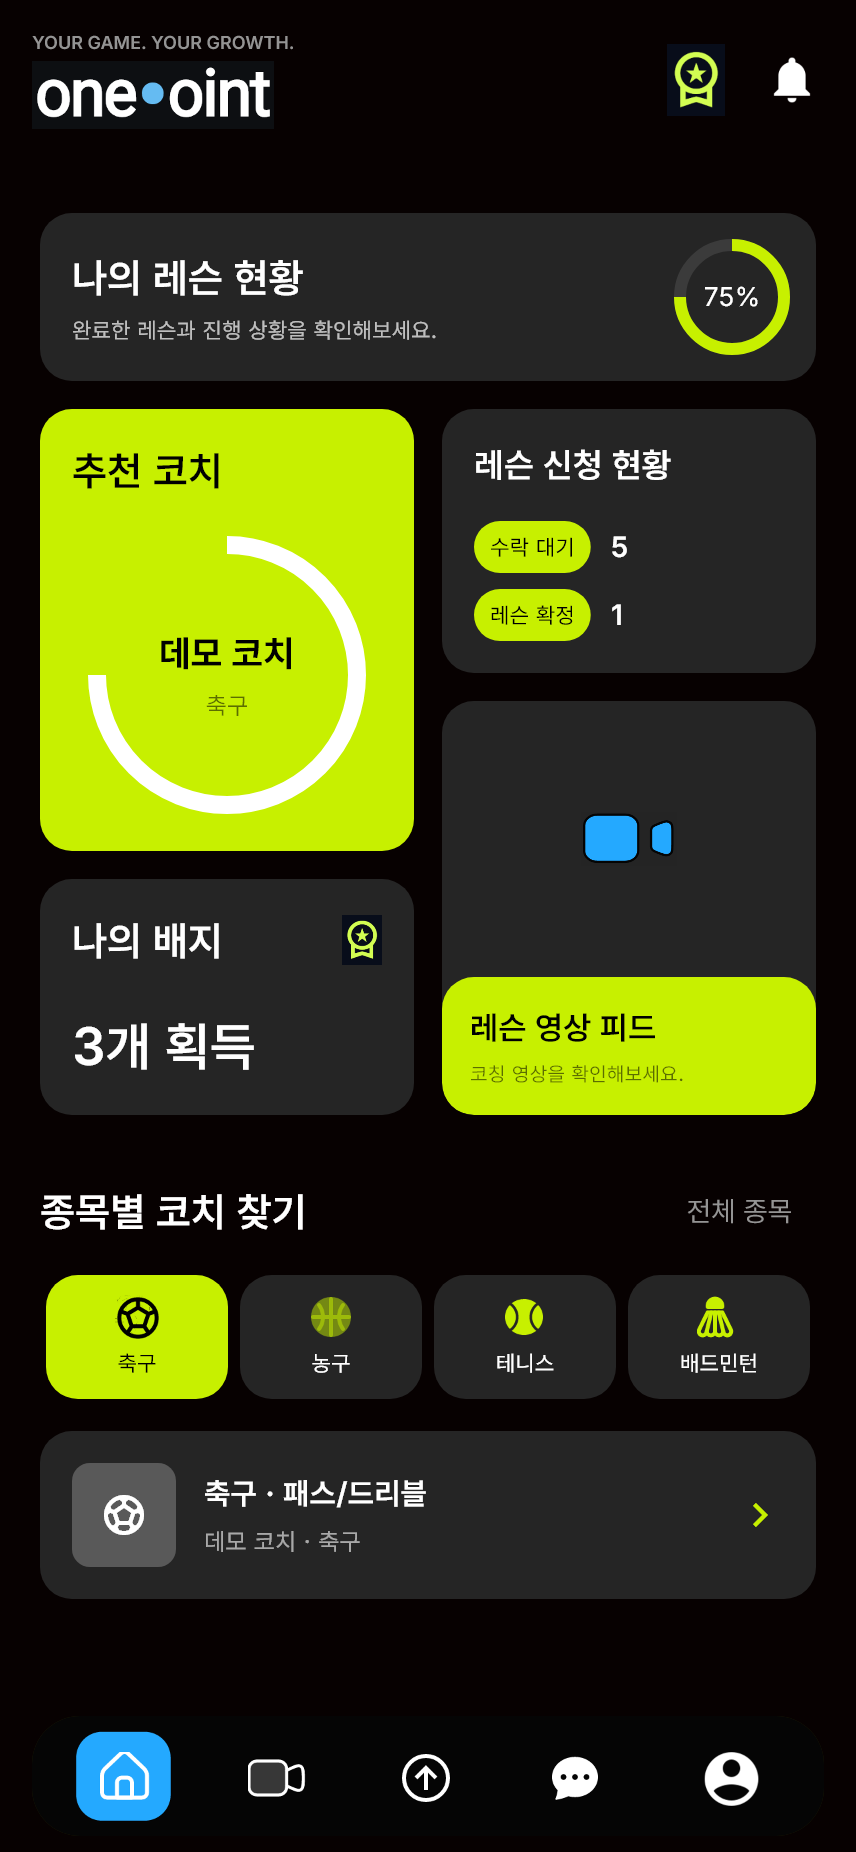 YOUR GAME. YOUR GROWTH.
one•oint
나의 레슨 현황
완료한 레슨과 진행 상황을 확인해보세요.
75%
추천 코치
데모 코치
축구
레슨 신청 현황
수락 대기 5
레슨 확정 1
나의 배지
3개 획득
레슨 영상 피드
코칭 영상을 확인해보세요.
종목별 코치 찾기
전체 종목
축구
농구
테니스
배드민턴
축구 · 패스/드리블
데모 코치 · 축구